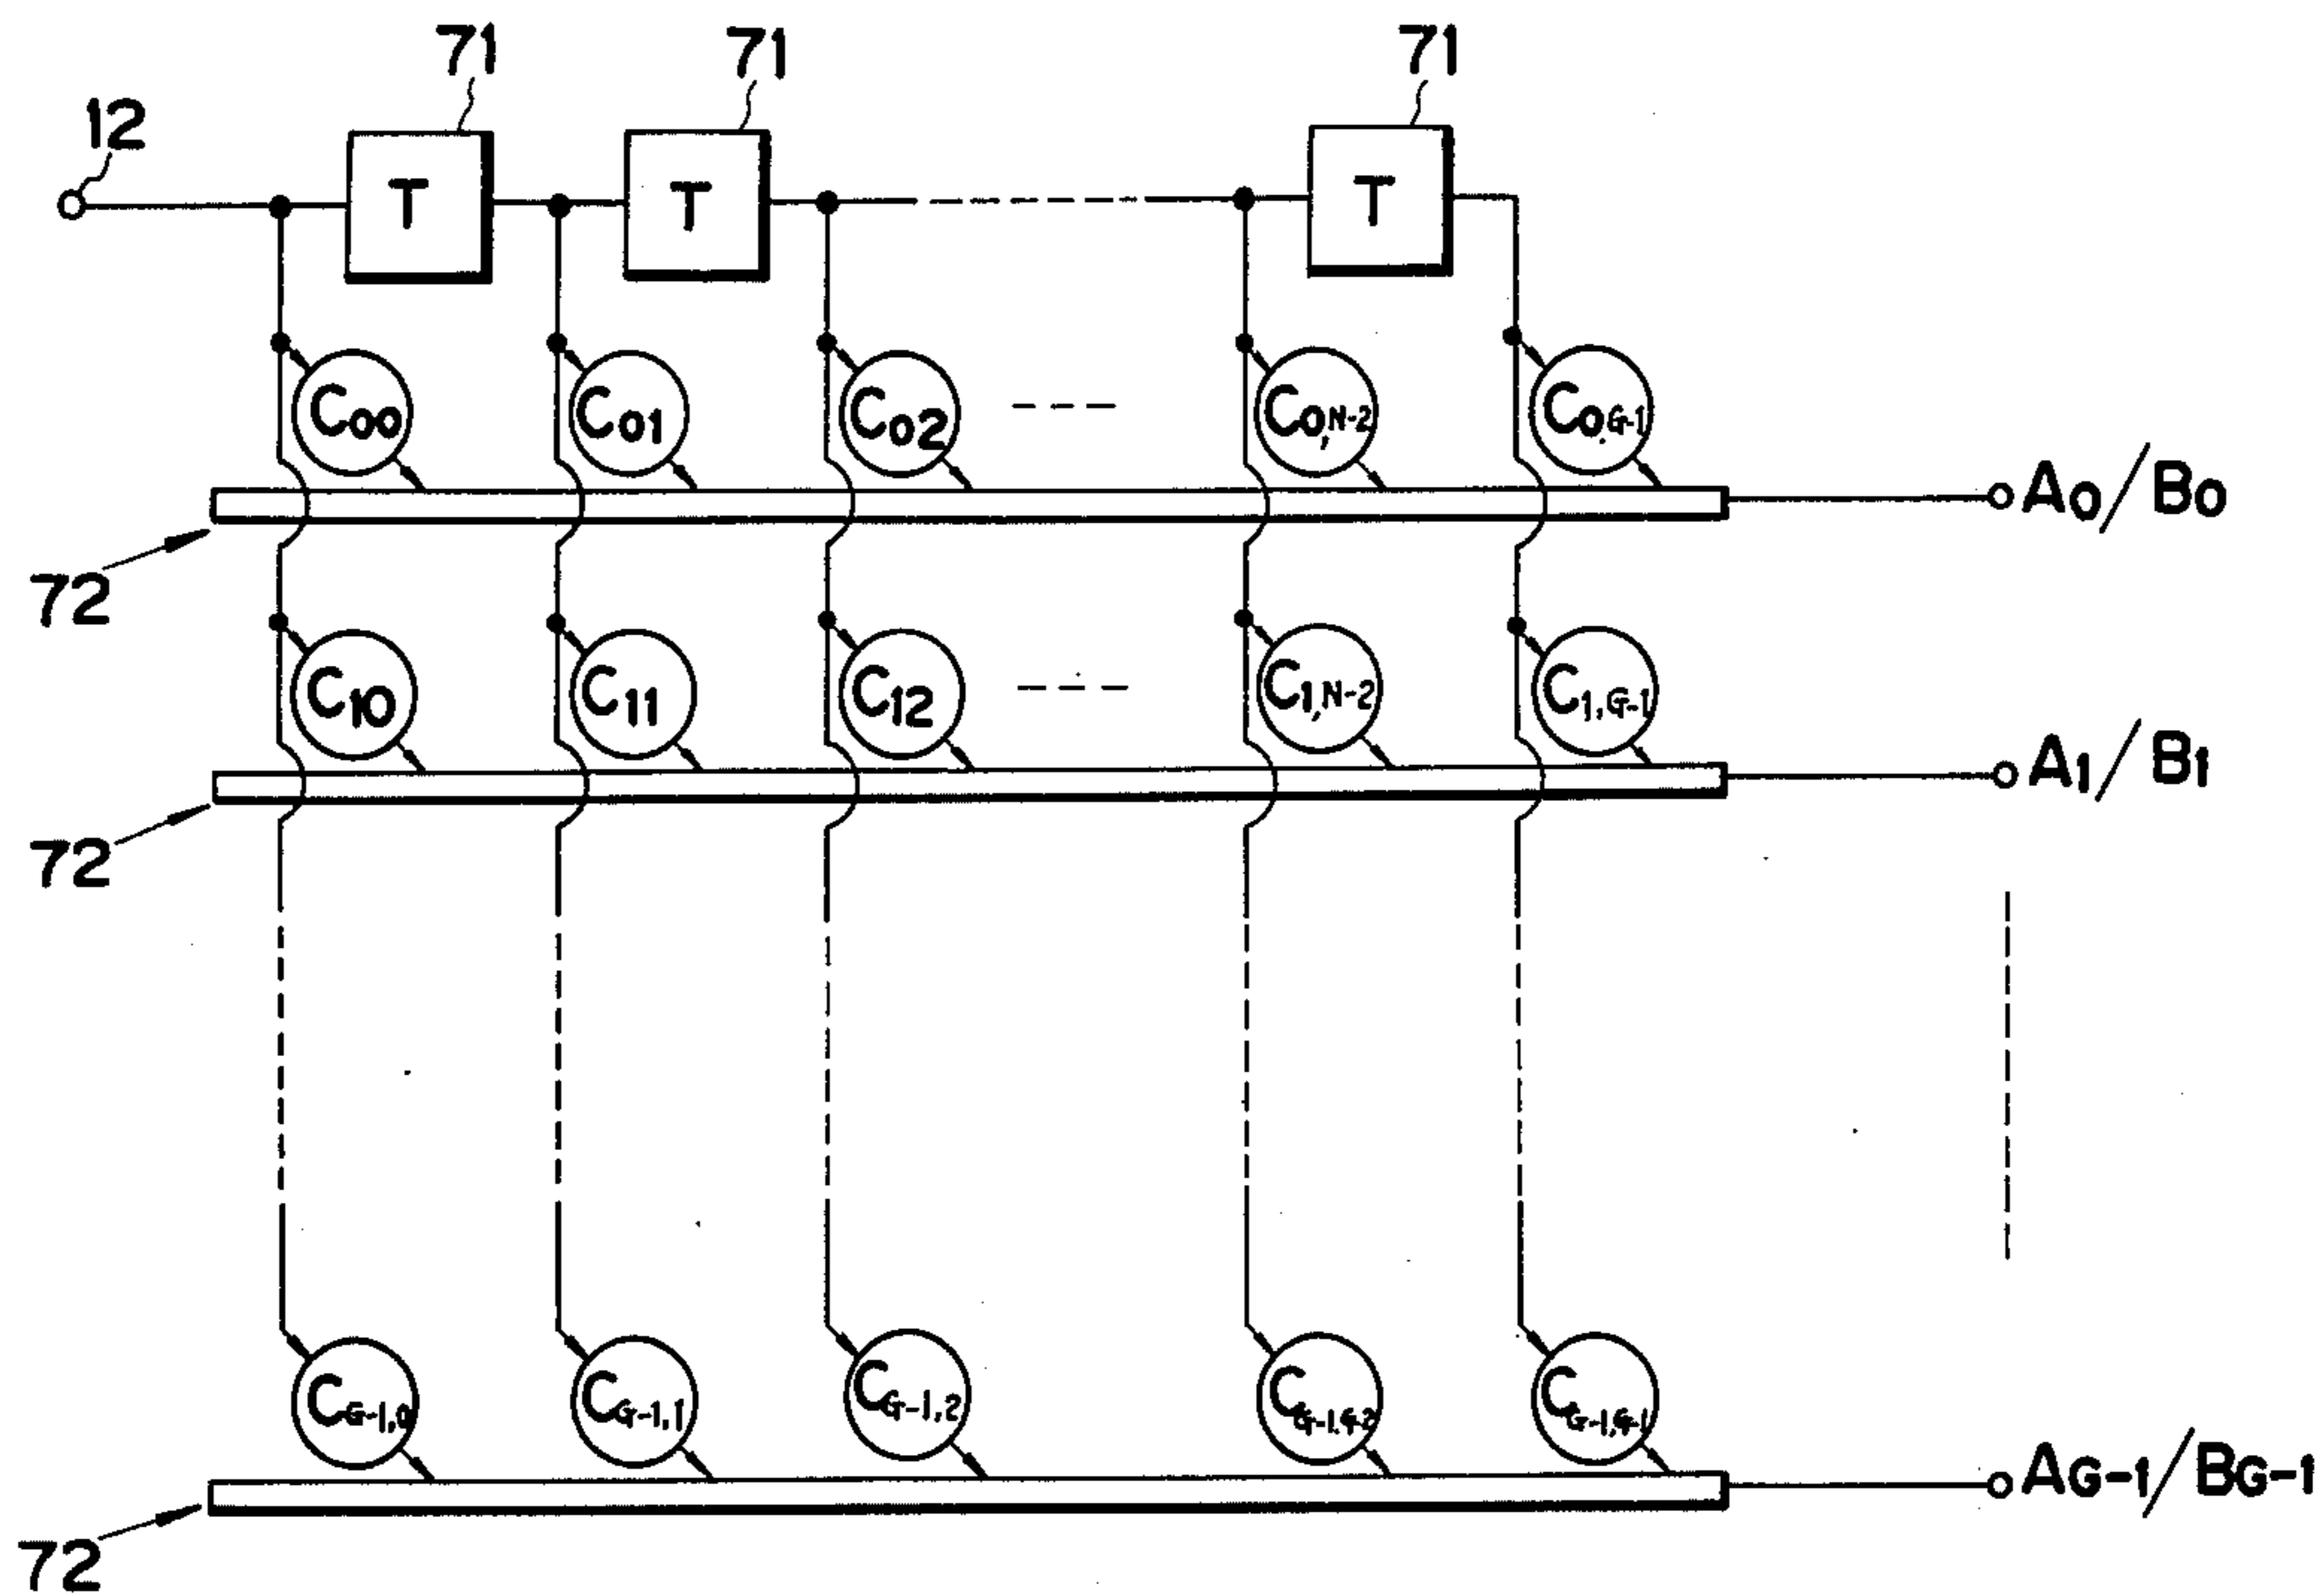 71 71 71
12
T T T
C00 C01 C02 C0,N-2 C0,G-1
A0/B0
72
C10 C11 C12 C1,N-2 C1,G-1
A1/B1
72
CG-1,0 CG-1,1 CG-1,2 CG-1,G-2 CG-1,G-1
AG-1/BG-1
72